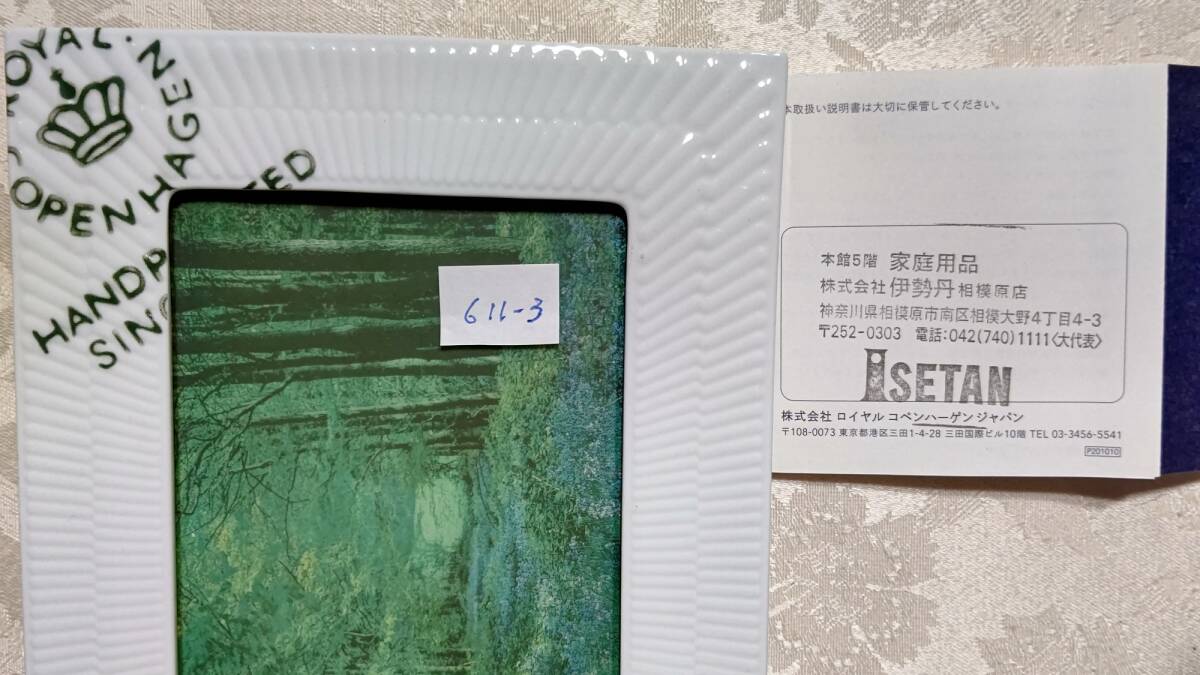 ROYAL
COPENHAGEN
HANDP TED
SIN
611-3
本取扱い説明書は大切に保管してください。
本館5階 家庭用品
株式会社 伊勢丹 相模原店
神奈川県相模原市南区相模大野4丁目4-3
〒252-0303 電話:042(740)1111〈大代表〉
ISETAN
株式会社 ロイヤル コペンハーゲン ジャパン
〒108-0073 東京都港区三田1-4-28 三田国際ビル10階 TEL 03-3456-5541
P201010